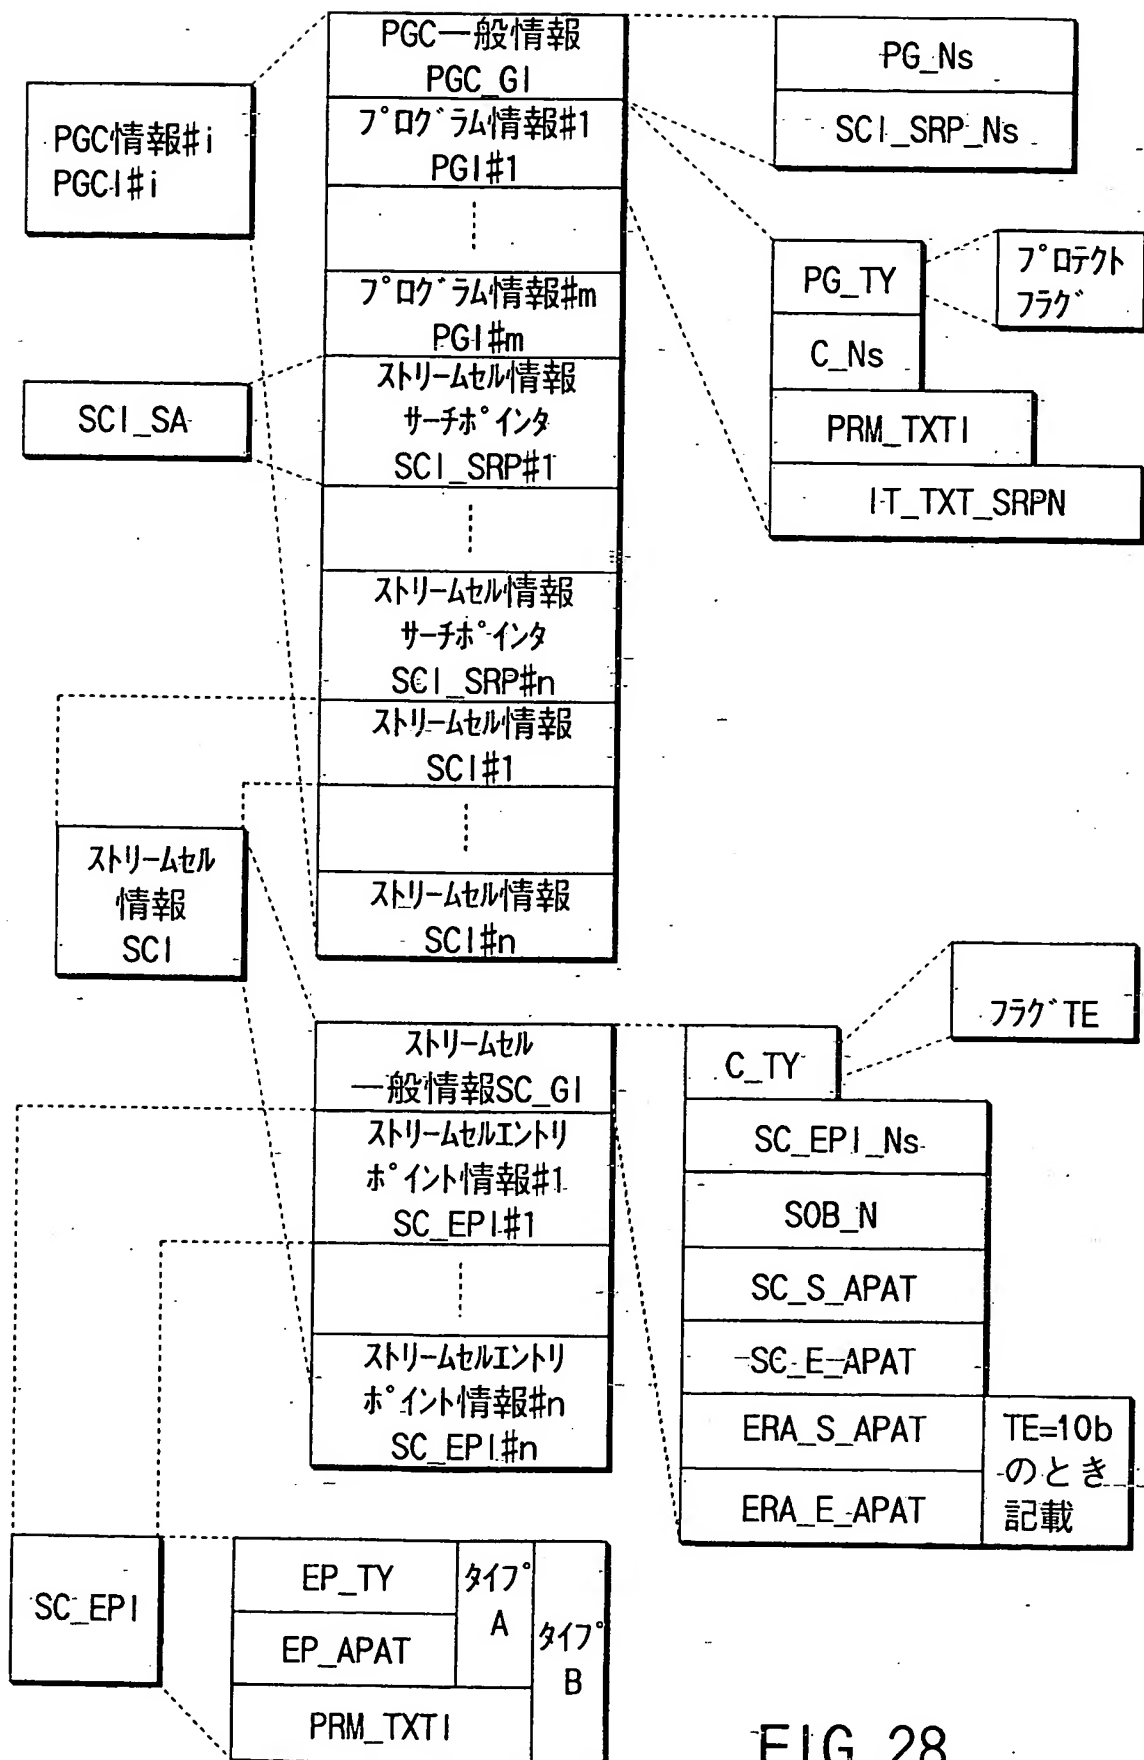 PGC情報#i
PGCI#i
PGC一般情報
PGC_GI
プログラム情報#1
PGI#1
プログラム情報#m
PGI#m
ストリームセル情報
サーチポインタ
SCI_SRP#1
ストリームセル情報
サーチポインタ
SCI_SRP#n
ストリームセル情報
SCI#1
ストリームセル情報
SCI#n
PG_Ns
SCI_SRP_Ns
PG_TY
C_Ns
PRM_TXTI
IT_TXT_SRPN
プロテクト
フラグ
SCI_SA
ストリームセル
情報
SCI
ストリームセル
一般情報SC_GI
ストリームセルエントリ
ポイント情報#1
SC_EPI#1
ストリームセルエントリ
ポイント情報#n
SC_EPI#n
C_TY
フラグTE
SC_EPI_Ns
SOB_N
SC_S_APAT
SC_E_APAT
ERA_S_APAT
ERA_E_APAT
TE=10b
のとき
記載
SC_EPI
EP_TY
EP_APAT
PRM_TXTI
タイプ
A
タイプ
B
FIG. 28